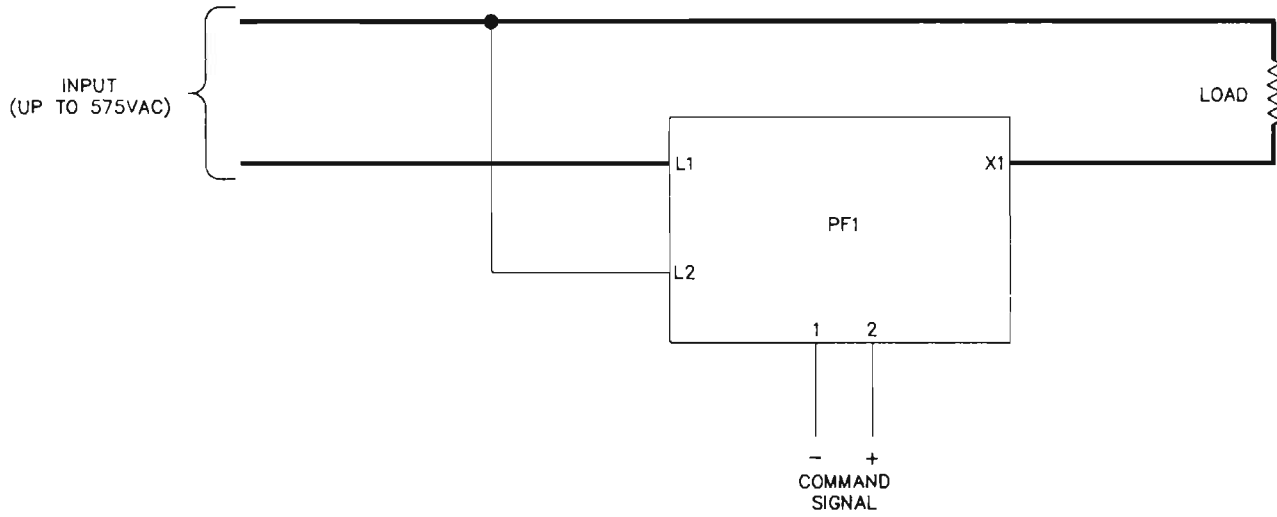 INPUT
(UP TO 575VAC)
LOAD
L1
X1
PF1
L2
1 2
- +
COMMAND
SIGNAL